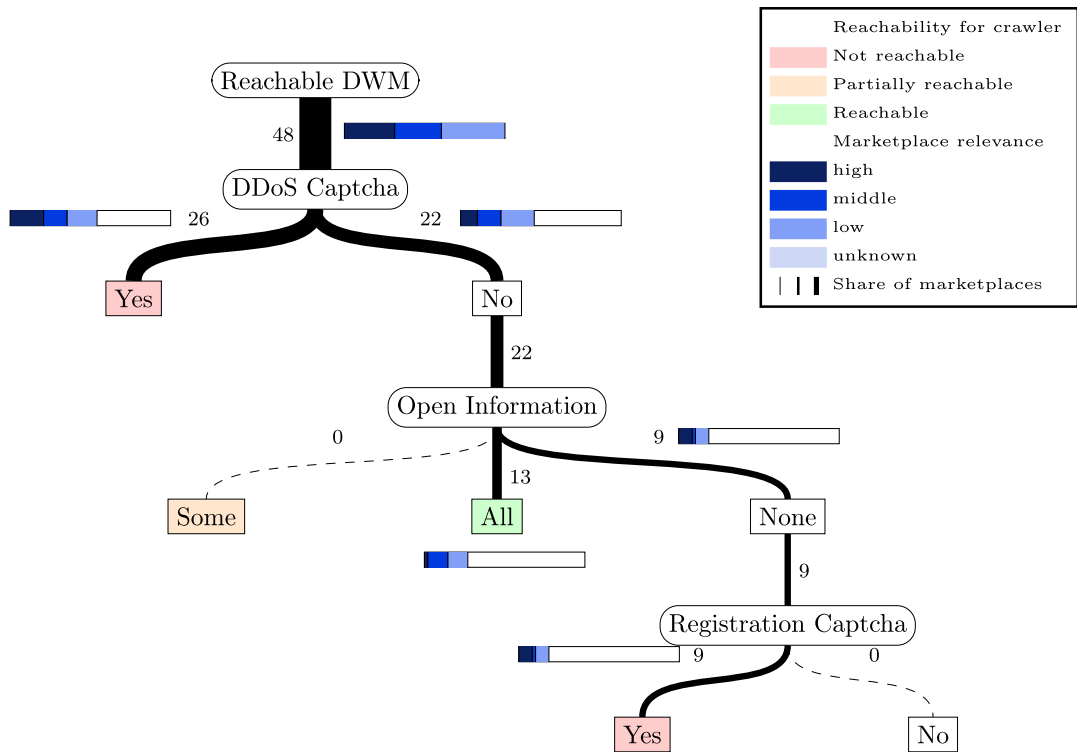 Reachability for crawler
Not reachable
Partially reachable
Reachable
Marketplace relevance
high
middle
low
unknown
Share of marketplaces
Reachable DWM
48
DDoS Captcha
26
22
Yes
No
22
Open Information
0
9
13
Some
All
None
9
Registration Captcha
9
0
Yes
No